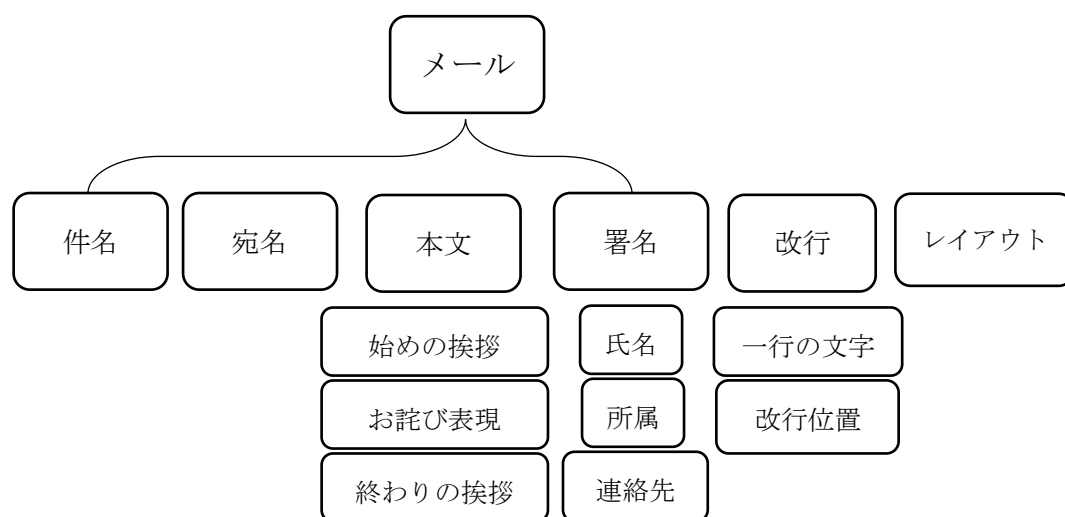 メール
件名
宛名
本文
署名
改行
レイアウト
始めの挨拶
氏名
一行の文字
お詫び表現
所属
改行位置
終わりの挨拶
連絡先